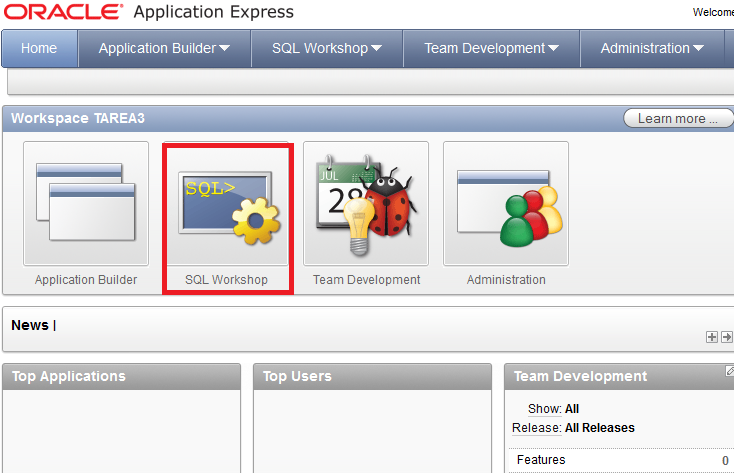 ORACLE Application Express
Welcome
Home Application Builder SQL Workshop Team Development Administration
Workspace TAREA3
Learn more ...
SQL>
JUL
28
Application Builder SQL Workshop Team Development Administration
News
Top Applications Top Users Team Development
Show: All
Release: All Releases
Features 0